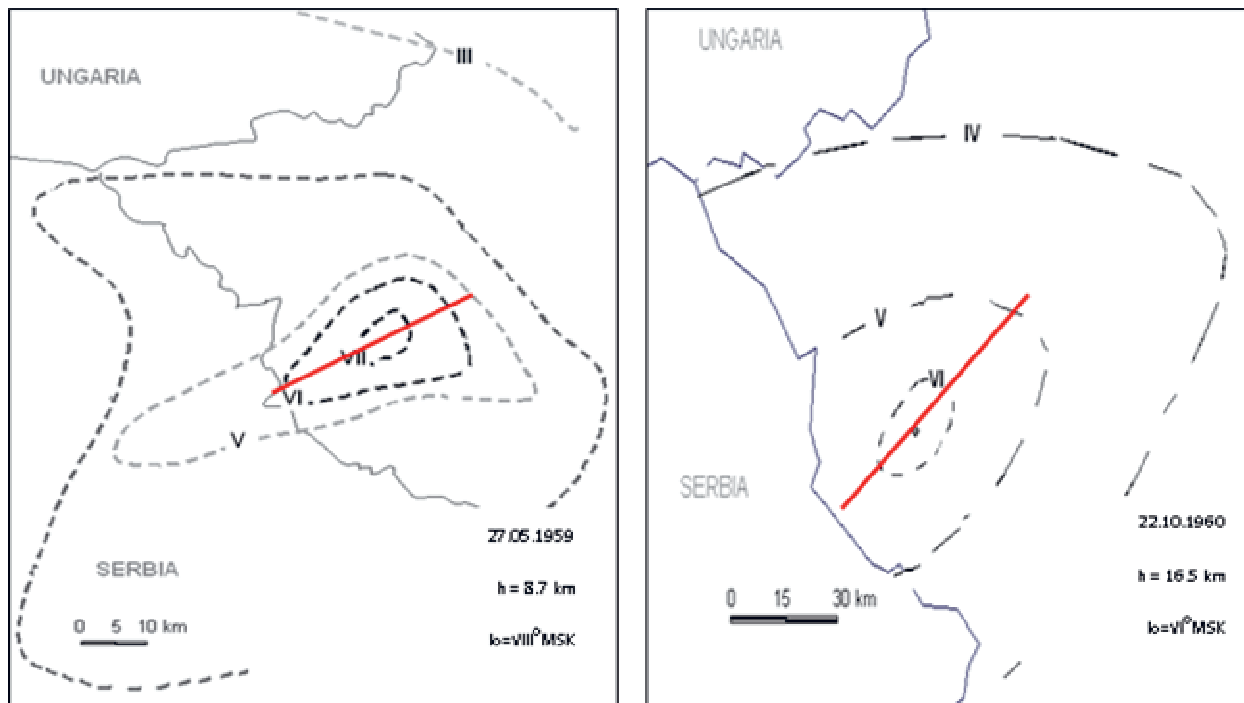 UNGARIA
III
VII
VI
V
27.05.1959
h = 8.7 km
Io=VIII°MSK
SERBIA
0 5 10 km
UNGARIA
IV
V
VI
SERBIA
22.10.1960
h = 16.5 km
Io=VI°MSK
0 15 30 km